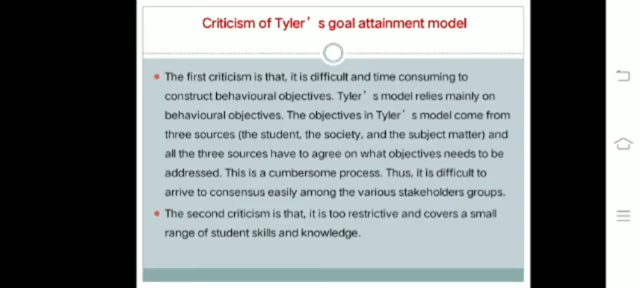 Criticism of Tyler's goal attainment model
• The first criticism is that, it is difficult and time consuming to
construct behavioural objectives. Tyler's model relies mainly on
behavioural objectives. The objectives in Tyler's model come from
three sources (the student, the society, and the subject matter) and
all the three sources have to agree on what objectives needs to be
addressed. This is a cumbersome process. Thus, it is difficult to
arrive to consensus easily among the various stakeholders groups.
• The second criticism is that, it is too restrictive and covers a small
range of student skills and knowledge.